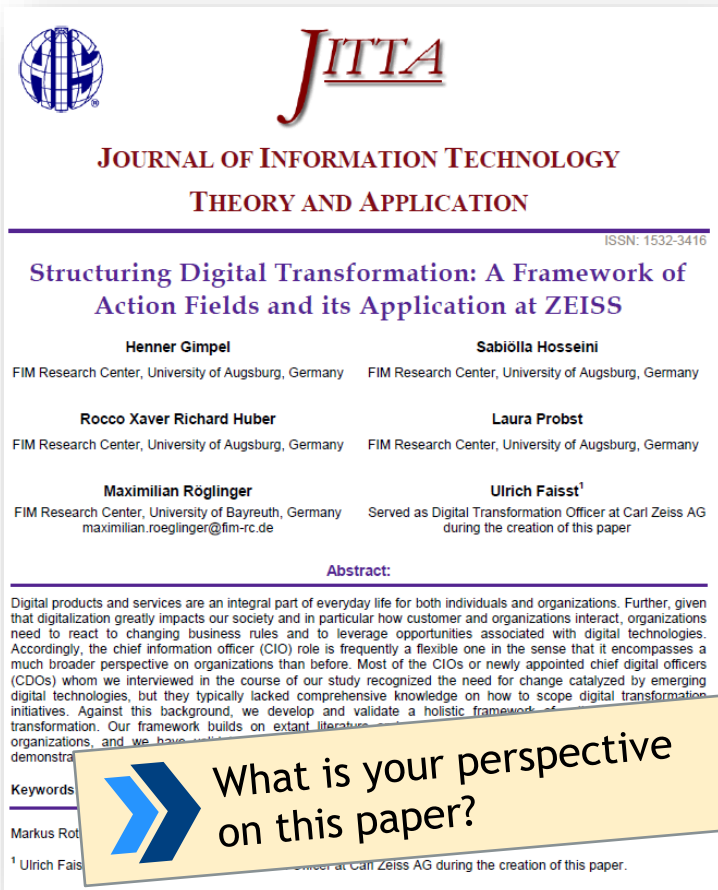 JITTA
JOURNAL OF INFORMATION TECHNOLOGY
THEORY AND APPLICATION
ISSN: 1532-3416
Structuring Digital Transformation: A Framework of
Action Fields and its Application at ZEISS
Henner Gimpel
FIM Research Center, University of Augsburg, Germany
Sabiölla Hosseini
FIM Research Center, University of Augsburg, Germany
Rocco Xaver Richard Huber
FIM Research Center, University of Augsburg, Germany
Laura Probst
FIM Research Center, University of Augsburg, Germany
Maximilian Röglinger
FIM Research Center, University of Bayreuth, Germany
maximilian.roeglinger@fim-rc.de
Ulrich Faisst1
Served as Digital Transformation Officer at Carl Zeiss AG
during the creation of this paper
Abstract:
Digital products and services are an integral part of everyday life for both individuals and organizations. Further, given
that digitalization greatly impacts our society and in particular how customer and organizations interact, organizations
need to react to changing business rules and to leverage opportunities associated with digital technologies.
Accordingly, the chief information officer (CIO) role is frequently a flexible one in the sense that it encompasses a
much broader perspective on organizations than before. Most of the CIOs or newly appointed chief digital officers
(CDOs) whom we interviewed in the course of our study recognized the need for change catalyzed by emerging
digital technologies, but they typically lacked comprehensive knowledge on how to scope digital transformation
initiatives. Against this background, we develop and validate a holistic framework of
transformation. Our framework builds on extant literature
organizations, and we have
demonstra
Keywords
Markus Rot
1 Ulrich Fais
at Carl Zeiss AG during the creation of this paper.
What is your perspective
on this paper?